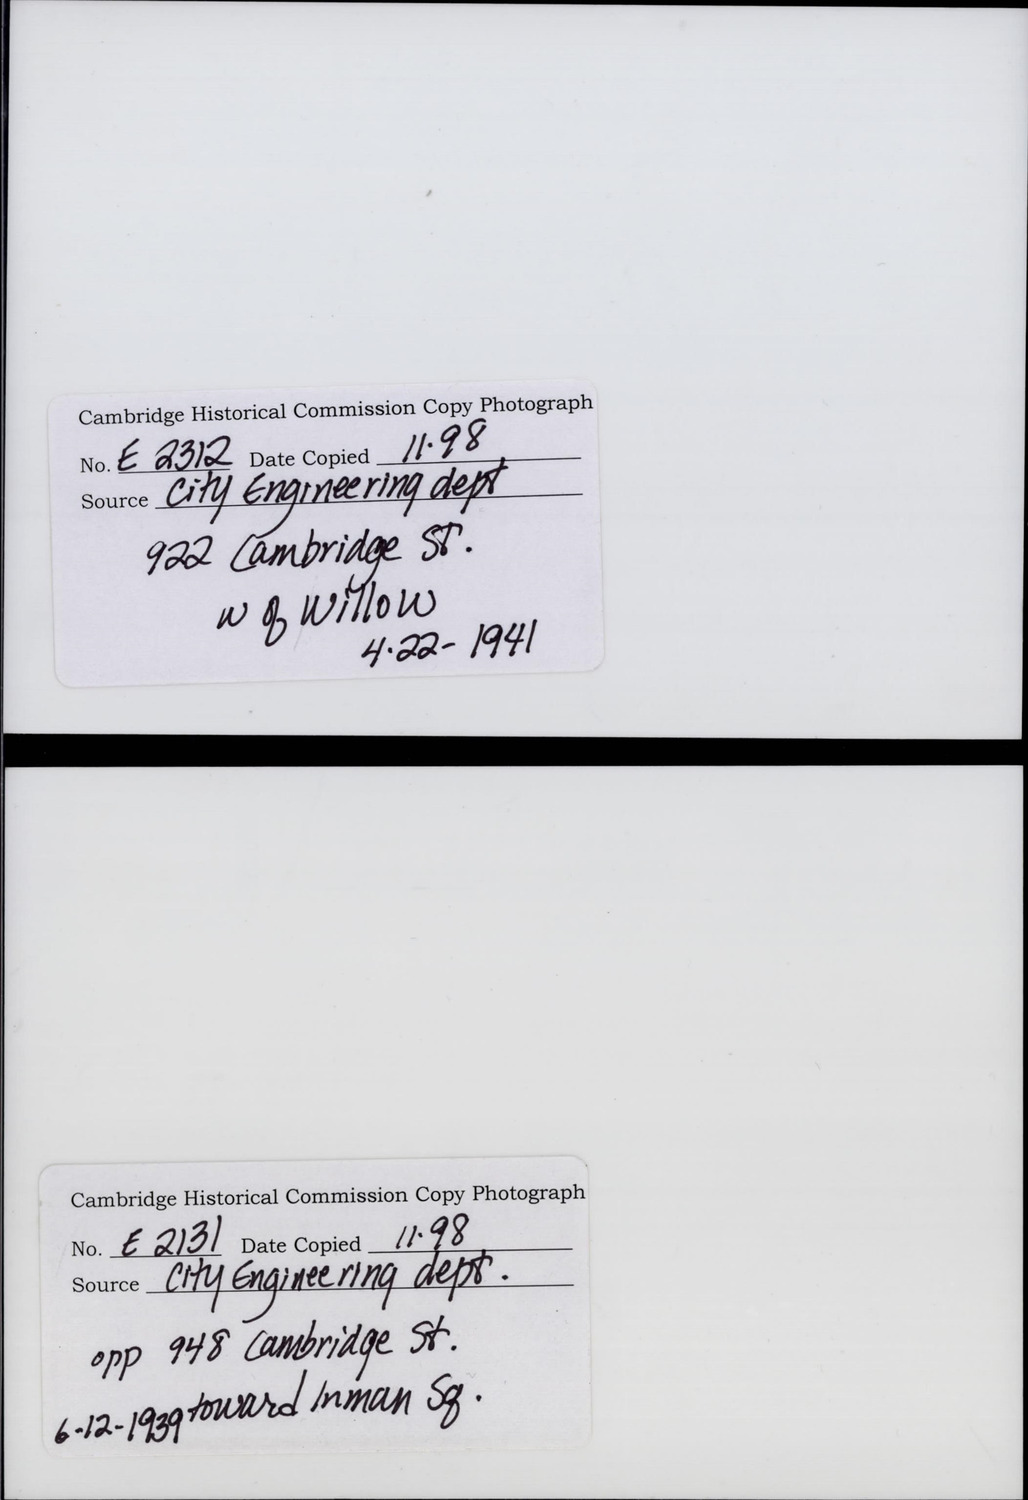 Cambridge Historical Commission Copy Photograph
No. E 2312 Date Copied 11·98
Source City Engineering dept
922 Cambridge St.
W of Willow
4·22- 1941
Cambridge Historical Commission Copy Photograph
No. E 2131 Date Copied 11·98
Source City Engineering dept.
opp 948 Cambridge St.
6-12-1939 toward Inman Sq.